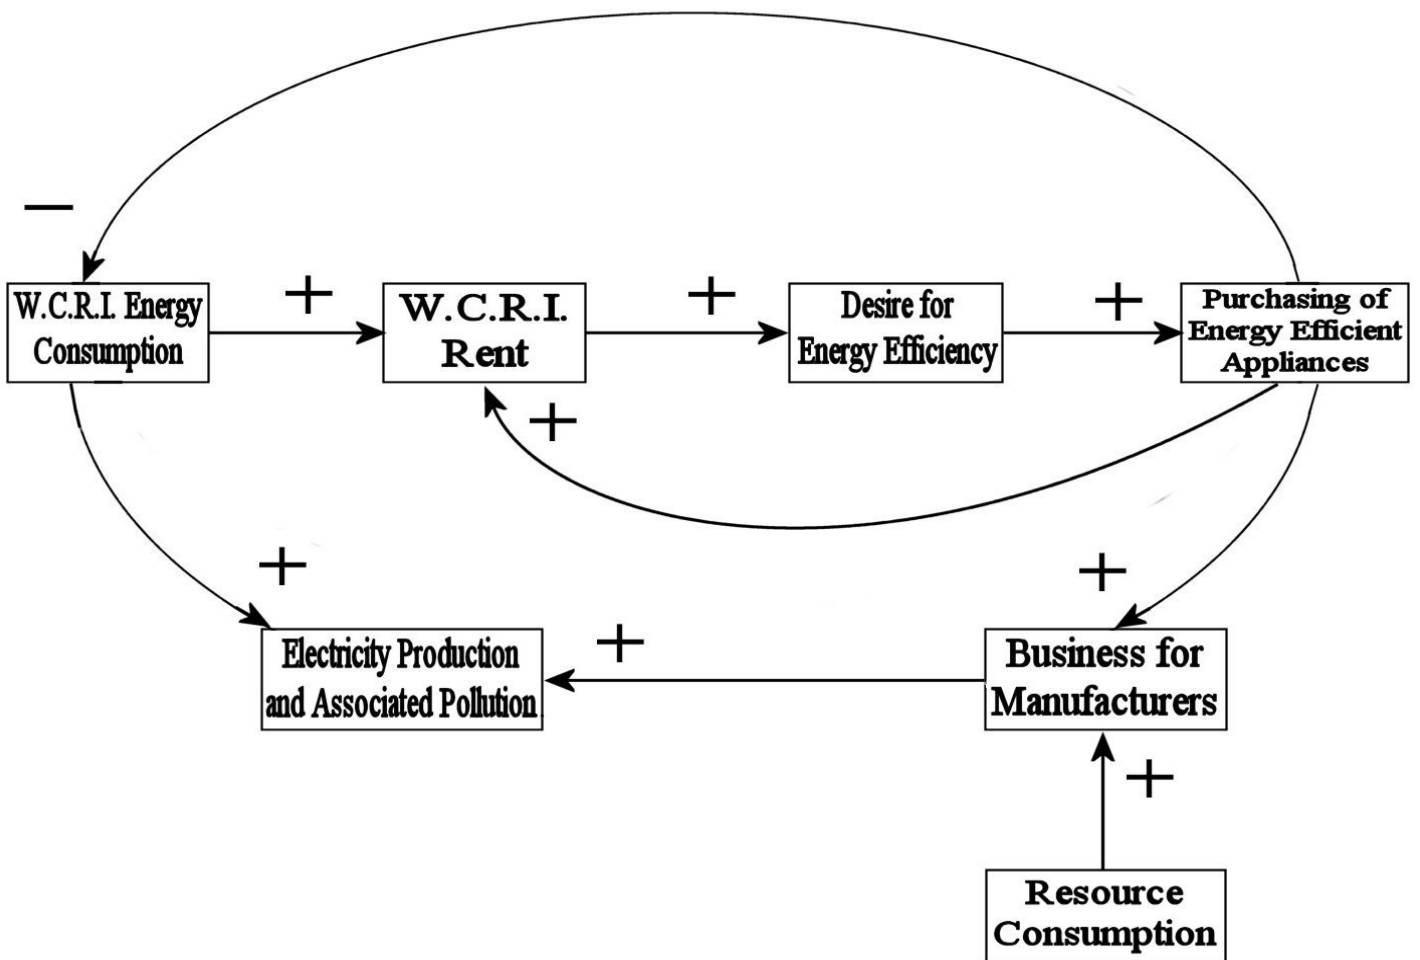 −
W.C.R.I. Energy
Consumption
+
W.C.R.I.
Rent
+
Desire for
Energy Efficiency
+
Purchasing of
Energy Efficient
Appliances
+
+
+
Electricity Production
and Associated Pollution
+
Business for
Manufacturers
+
Resource
Consumption